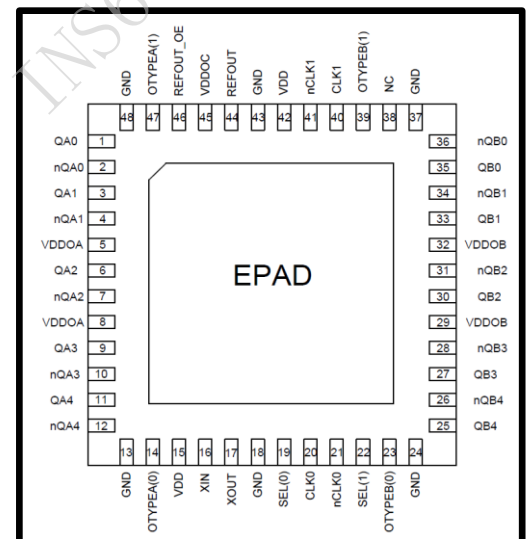 INS6
GND OTYPEA(1) REFOUT_OE VDDOC REFOUT GND VDD nCLK1 CLK1 OTYPEB(1) NC GND
48 47 46 45 44 43 42 41 40 39 38 37
QA0 1 36 nQB0
nQA0 2 35 QB0
QA1 3 34 nQB1
nQA1 4 33 QB1
VDDOA 5 32 VDDOB
QA2 6 31 nQB2
nQA2 7 30 QB2
VDDOA 8 29 VDDOB
QA3 9 28 nQB3
nQA3 10 27 QB3
QA4 11 26 nQB4
nQA4 12 25 QB4
EPAD
13 14 15 16 17 18 19 20 21 22 23 24
GND OTYPEA(0) VDD XIN XOUT GND SEL(0) CLK0 nCLK0 SEL(1) OTYPEB(0) GND